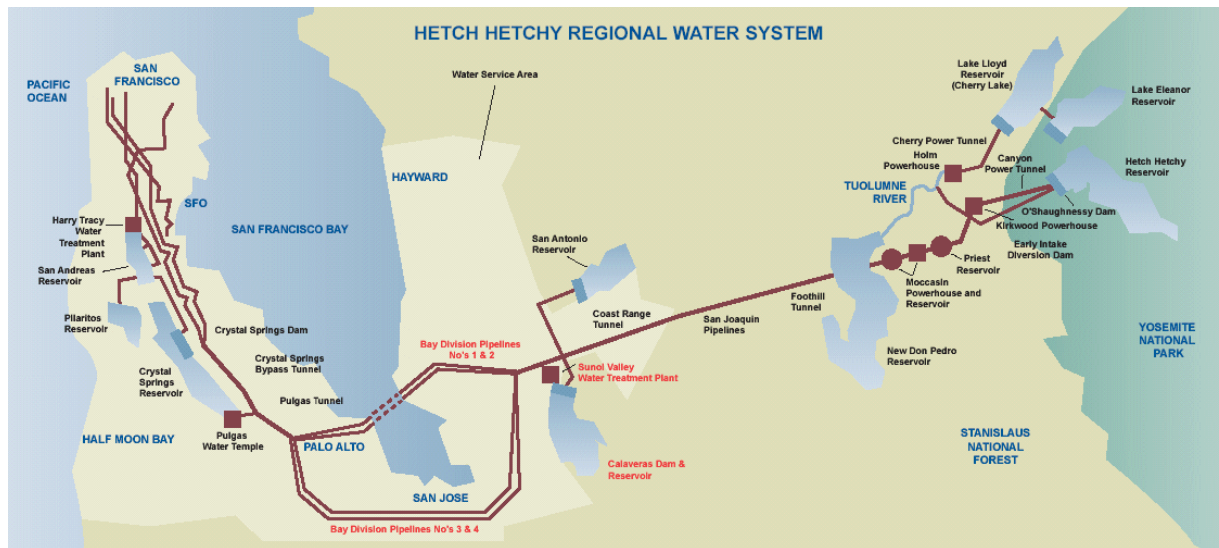 HETCH HETCHY REGIONAL WATER SYSTEM
PACIFIC
OCEAN
SAN
FRANCISCO
Water Service Area
Lake Lloyd
Reservoir
(Cherry Lake)
Lake Eleanor
Reservoir
Cherry Power Tunnel
Holm
Powerhouse
Canyon
Power Tunnel
Hetch Hetchy
Reservoir
HAYWARD
TUOLUMNE
RIVER
SFO
O'Shaughnessy Dam
Kirkwood Powerhouse
Harry Tracy
Water
Treatment
Plant
SAN FRANCISCO BAY
San Antonio
Reservoir
Early Intake
Diversion Dam
Priest
Reservoir
San Andreas
Reservoir
Moccasin
Powerhouse and
Reservoir
Foothill
Tunnel
Pilaritos
Reservoir
Coast Range
Tunnel
San Joaquin
Pipelines
Crystal Springs Dam
YOSEMITE
NATIONAL
PARK
Bay Division Pipelines
No's 1 & 2
Crystal Springs
Bypass Tunnel
New Don Pedro
Reservoir
Crystal
Springs
Reservoir
Sunol Valley
Water Treatment Plant
Pulgas Tunnel
HALF MOON BAY
Pulgas
Water Temple
PALO ALTO
STANISLAUS
NATIONAL
FOREST
Calaveras Dam &
Reservoir
SAN JOSE
Bay Division Pipelines No's 3 & 4